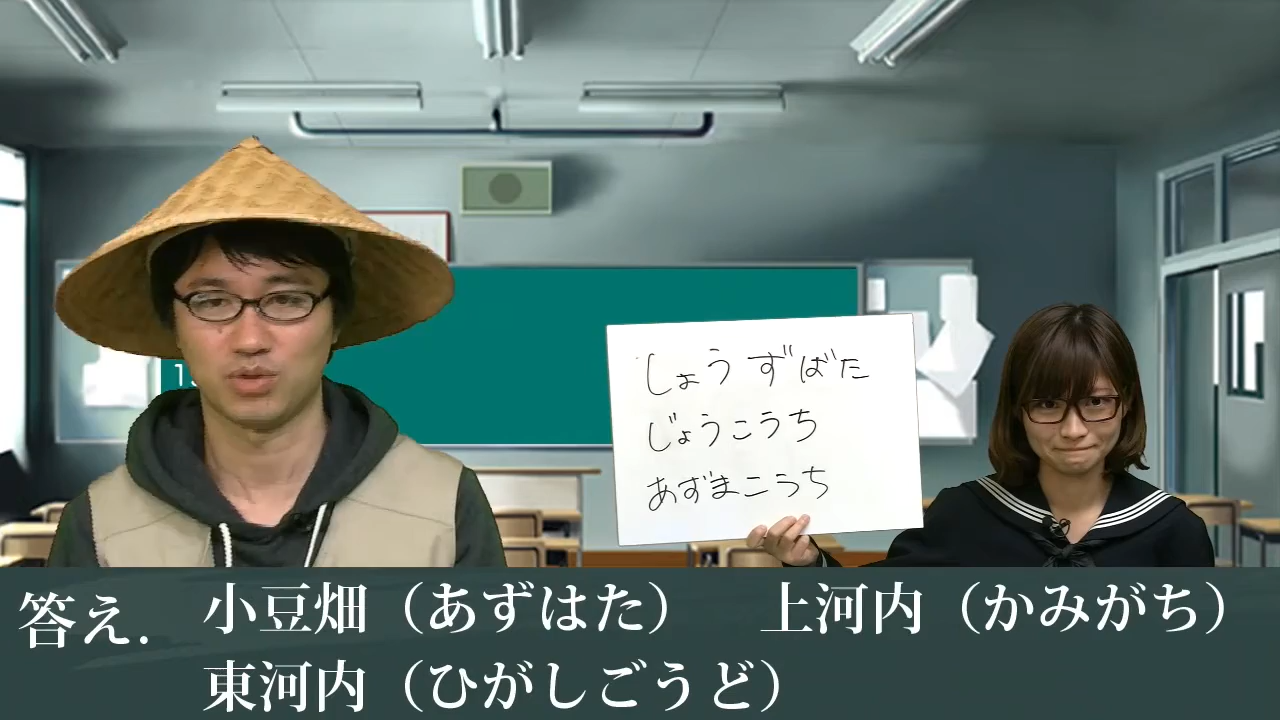 しょうずばた
じょうこうち
あずまこうち
答え. 小豆畑（あずはた） 上河内（かみがち）
東河内（ひがしごうど）